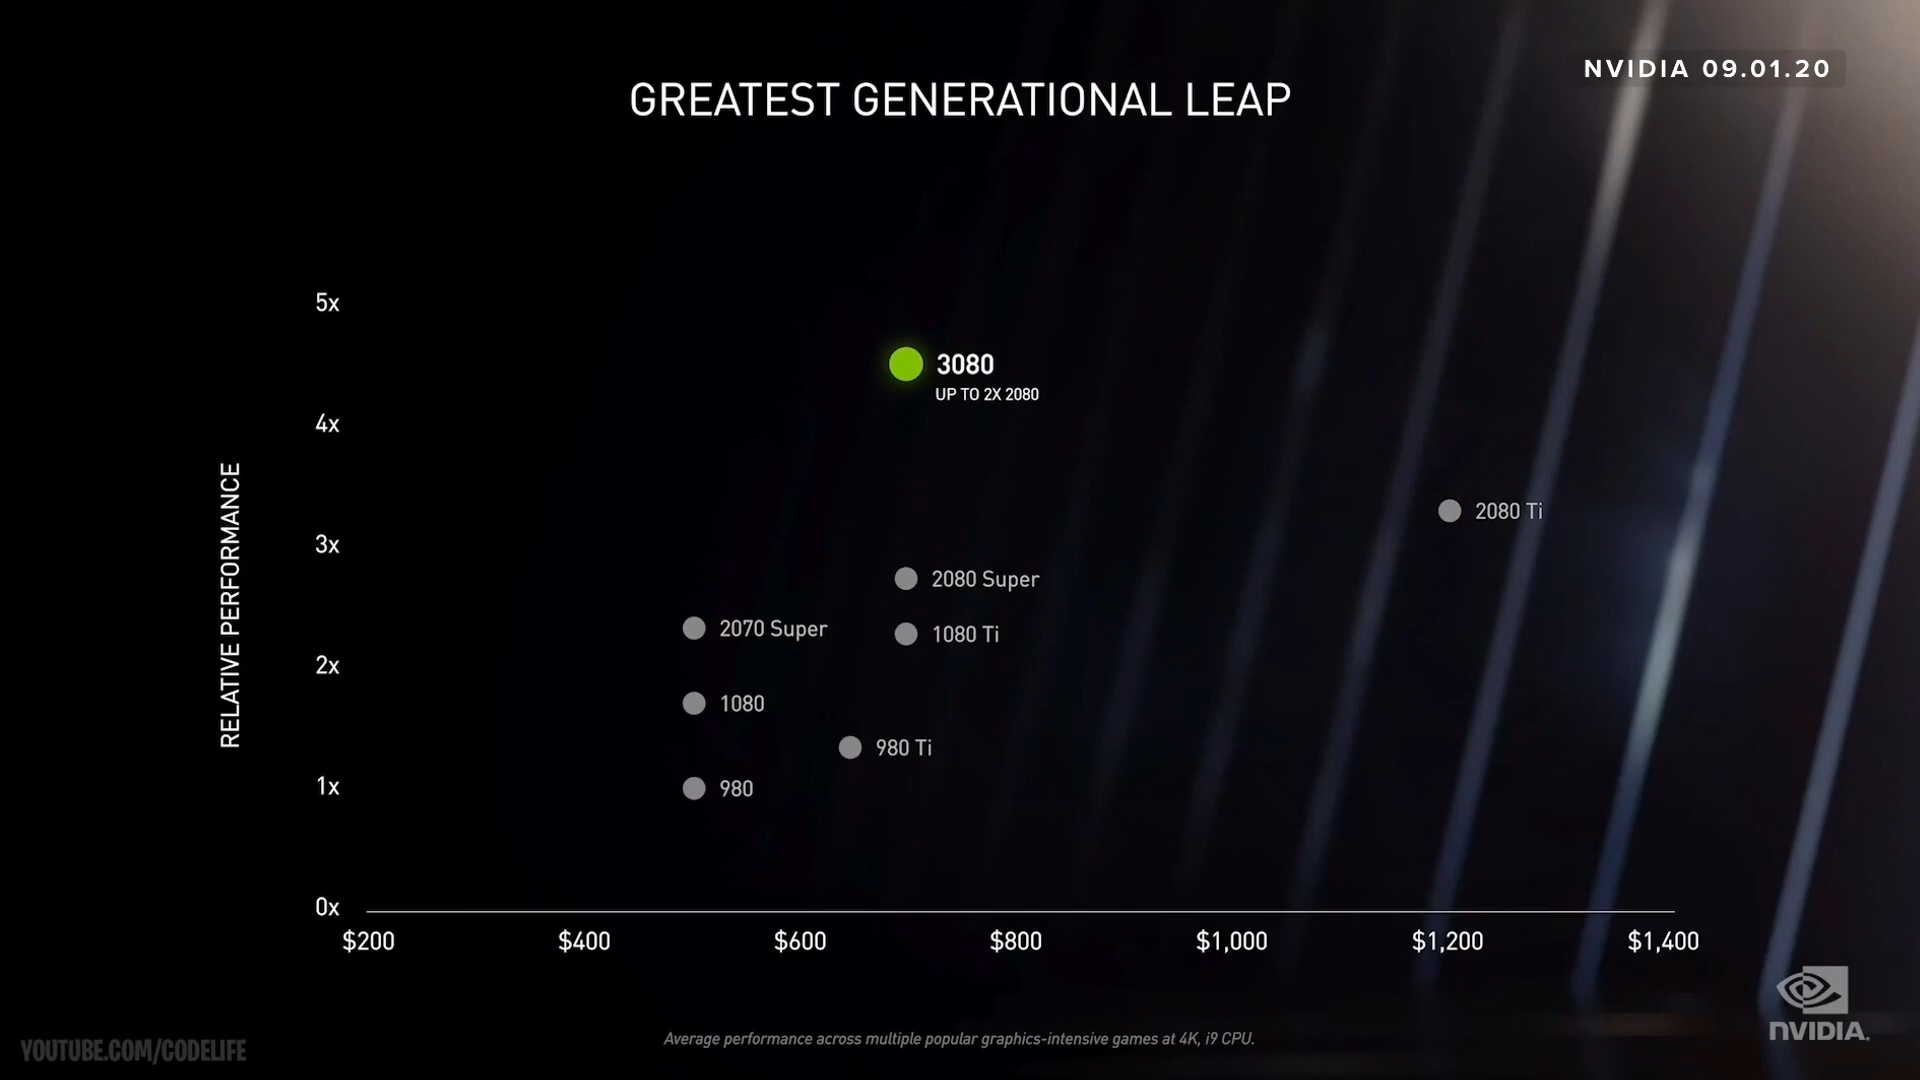 NVIDIA 09.01.20
GREATEST GENERATIONAL LEAP
RELATIVE PERFORMANCE
5x
4x
3x
2x
1x
0x
3080
UP TO 2X 2080
2080 Ti
2080 Super
2070 Super
1080 Ti
1080
980 Ti
980
$200 $400 $600 $800 $1,000 $1,200 $1,400
Average performance across multiple popular graphics-intensive games at 4K, i9 CPU.
YOUTUBE.COM/CODELIFE
NVIDIA.